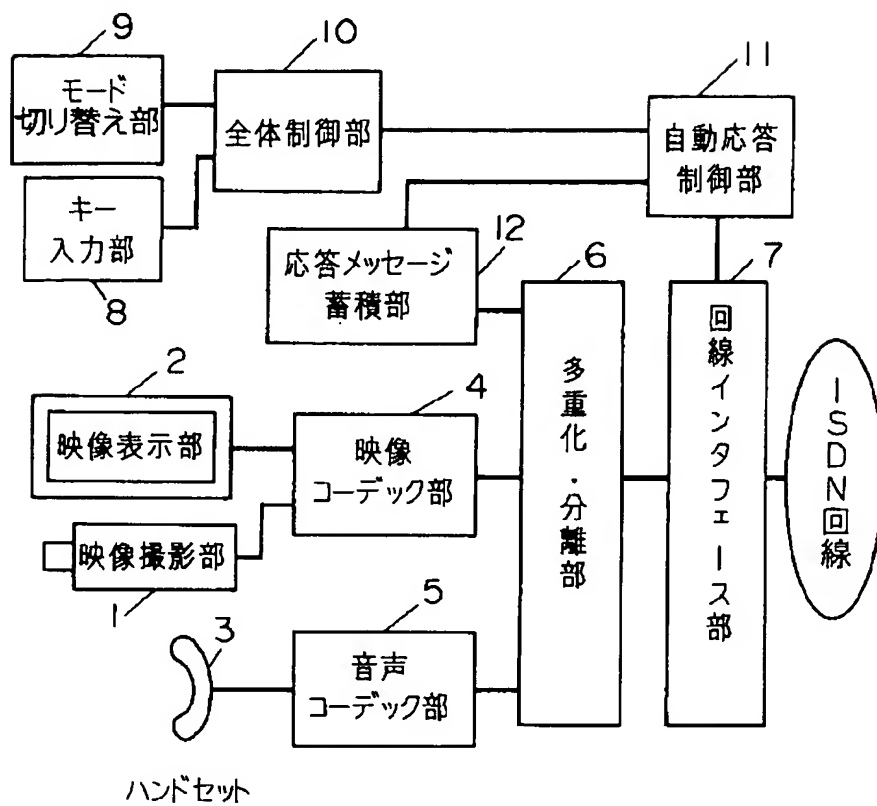 9
モード
切り替え部
10
全体制御部
11
自動応答
制御部
キー
入力部
8
応答メッセージ
蓄積部
12
6
多重化・分離部
7
回線インタフェース部
ISDN回線
2
映像表示部
4
映像
コーデック部
映像撮影部
1
3
5
音声
コーデック部
ハンドセット